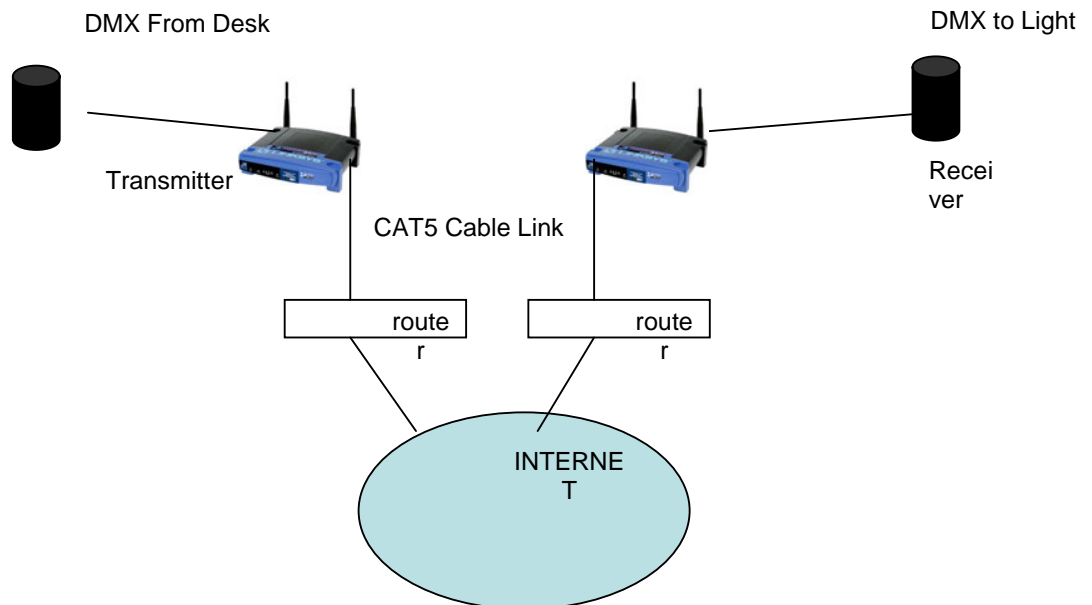 DMX From Desk
DMX to Light
Transmitter
Recei
ver
CAT5 Cable Link
route
r
route
r
INTERNE
T